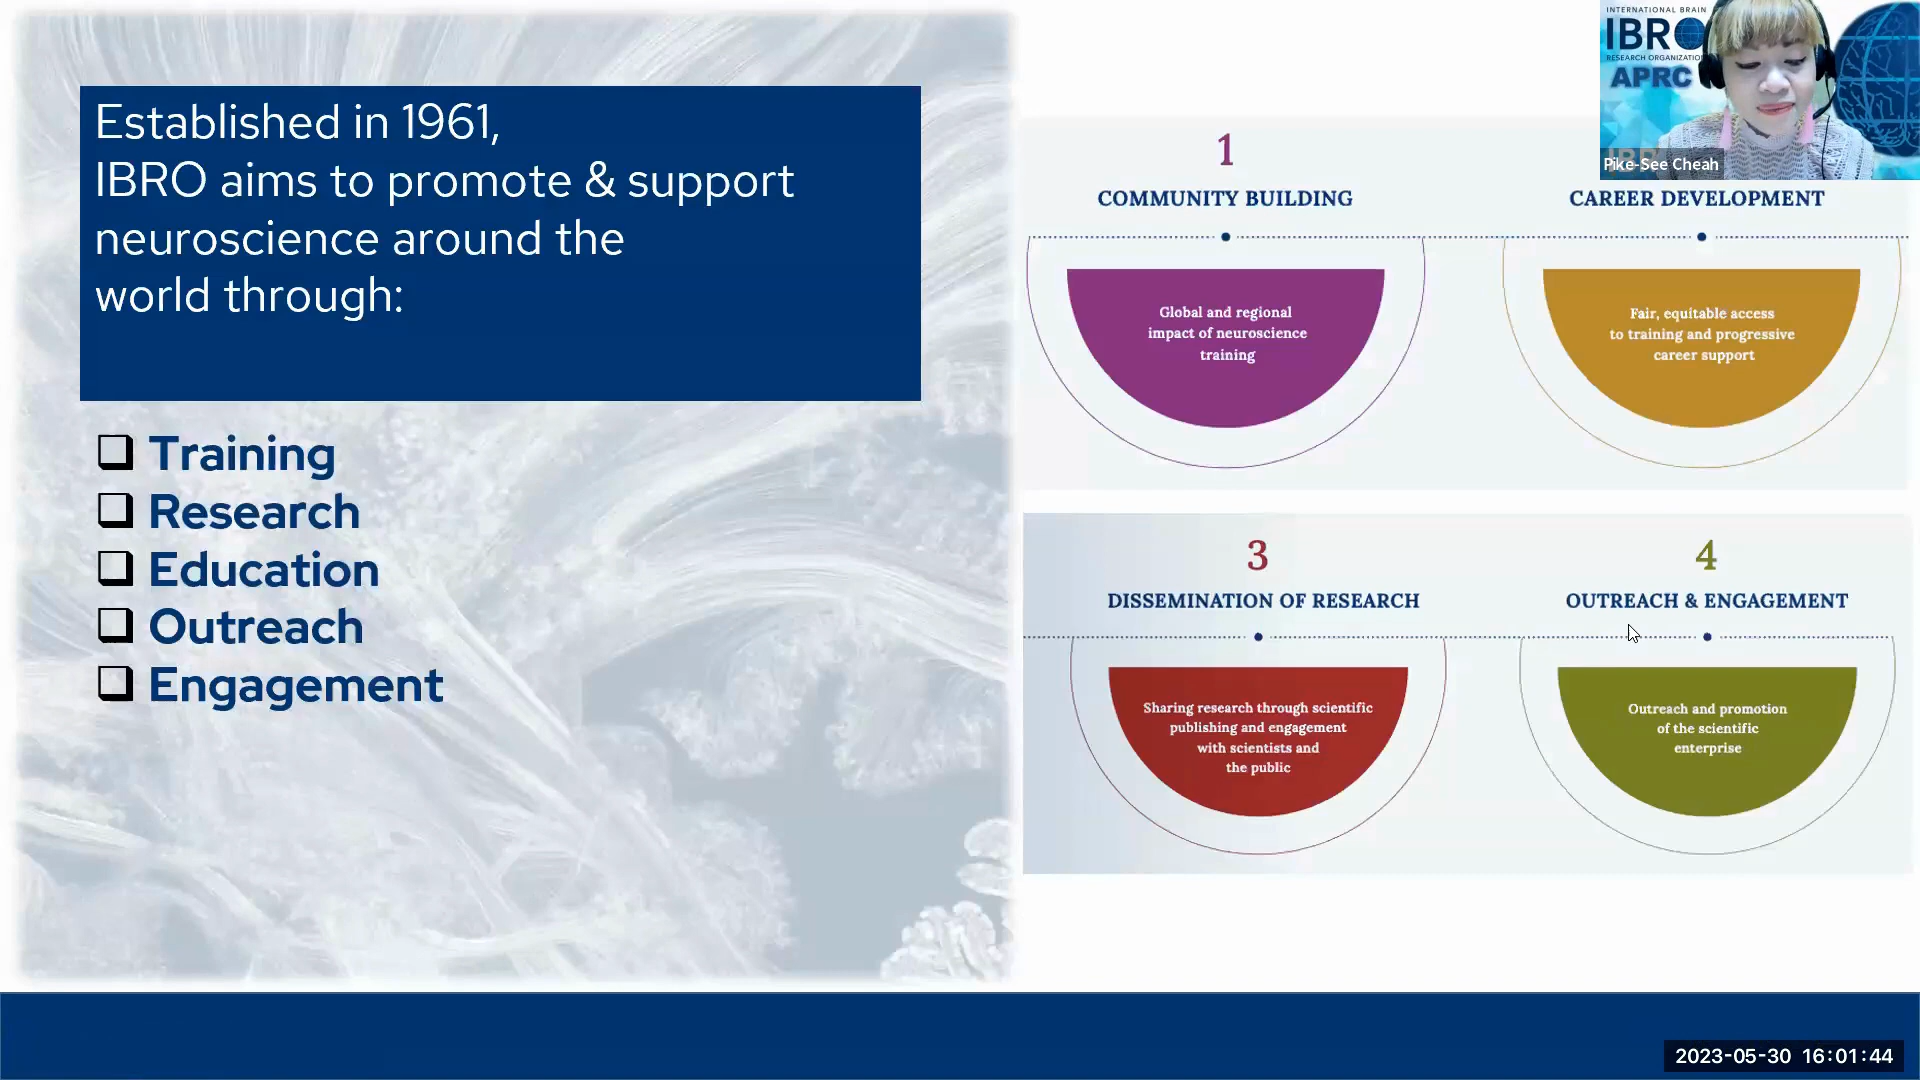 Established in 1961,
IBRO aims to promote & support
neuroscience around the
world through:
Training
Research
Education
Outreach
Engagement
1
COMMUNITY BUILDING
Global and regional
impact of neuroscience
training
CAREER DEVELOPMENT
Fair, equitable access
to training and progressive
career support
3
DISSEMINATION OF RESEARCH
Sharing research through scientific
publishing and engagement
with scientists and
the public
4
OUTREACH & ENGAGEMENT
Outreach and promotion
of the scientific
enterprise
INTERNATIONAL BRAIN
IBRO
RESEARCH ORGANIZATION
APRC
Pike-See Cheah
2023-05-30 16:01:44